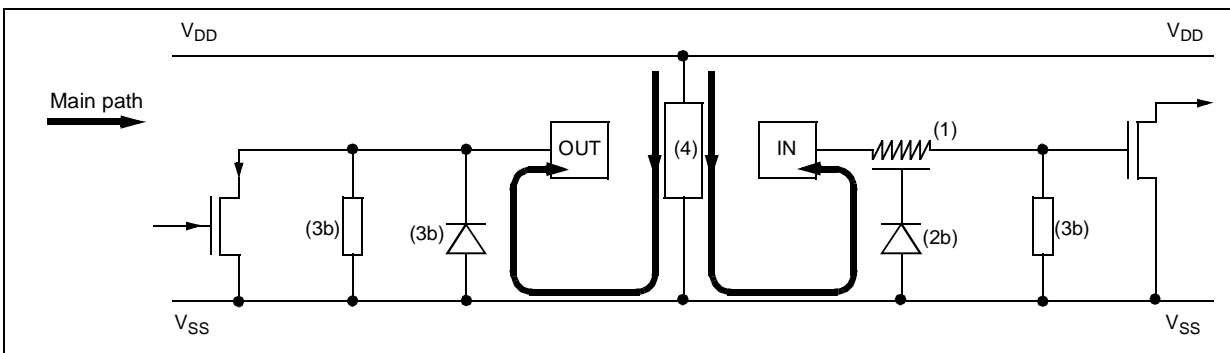 VDD VDD
Main path
OUT (4) IN (1)
(3b) (3b) (2b) (3b)
VSS VSS